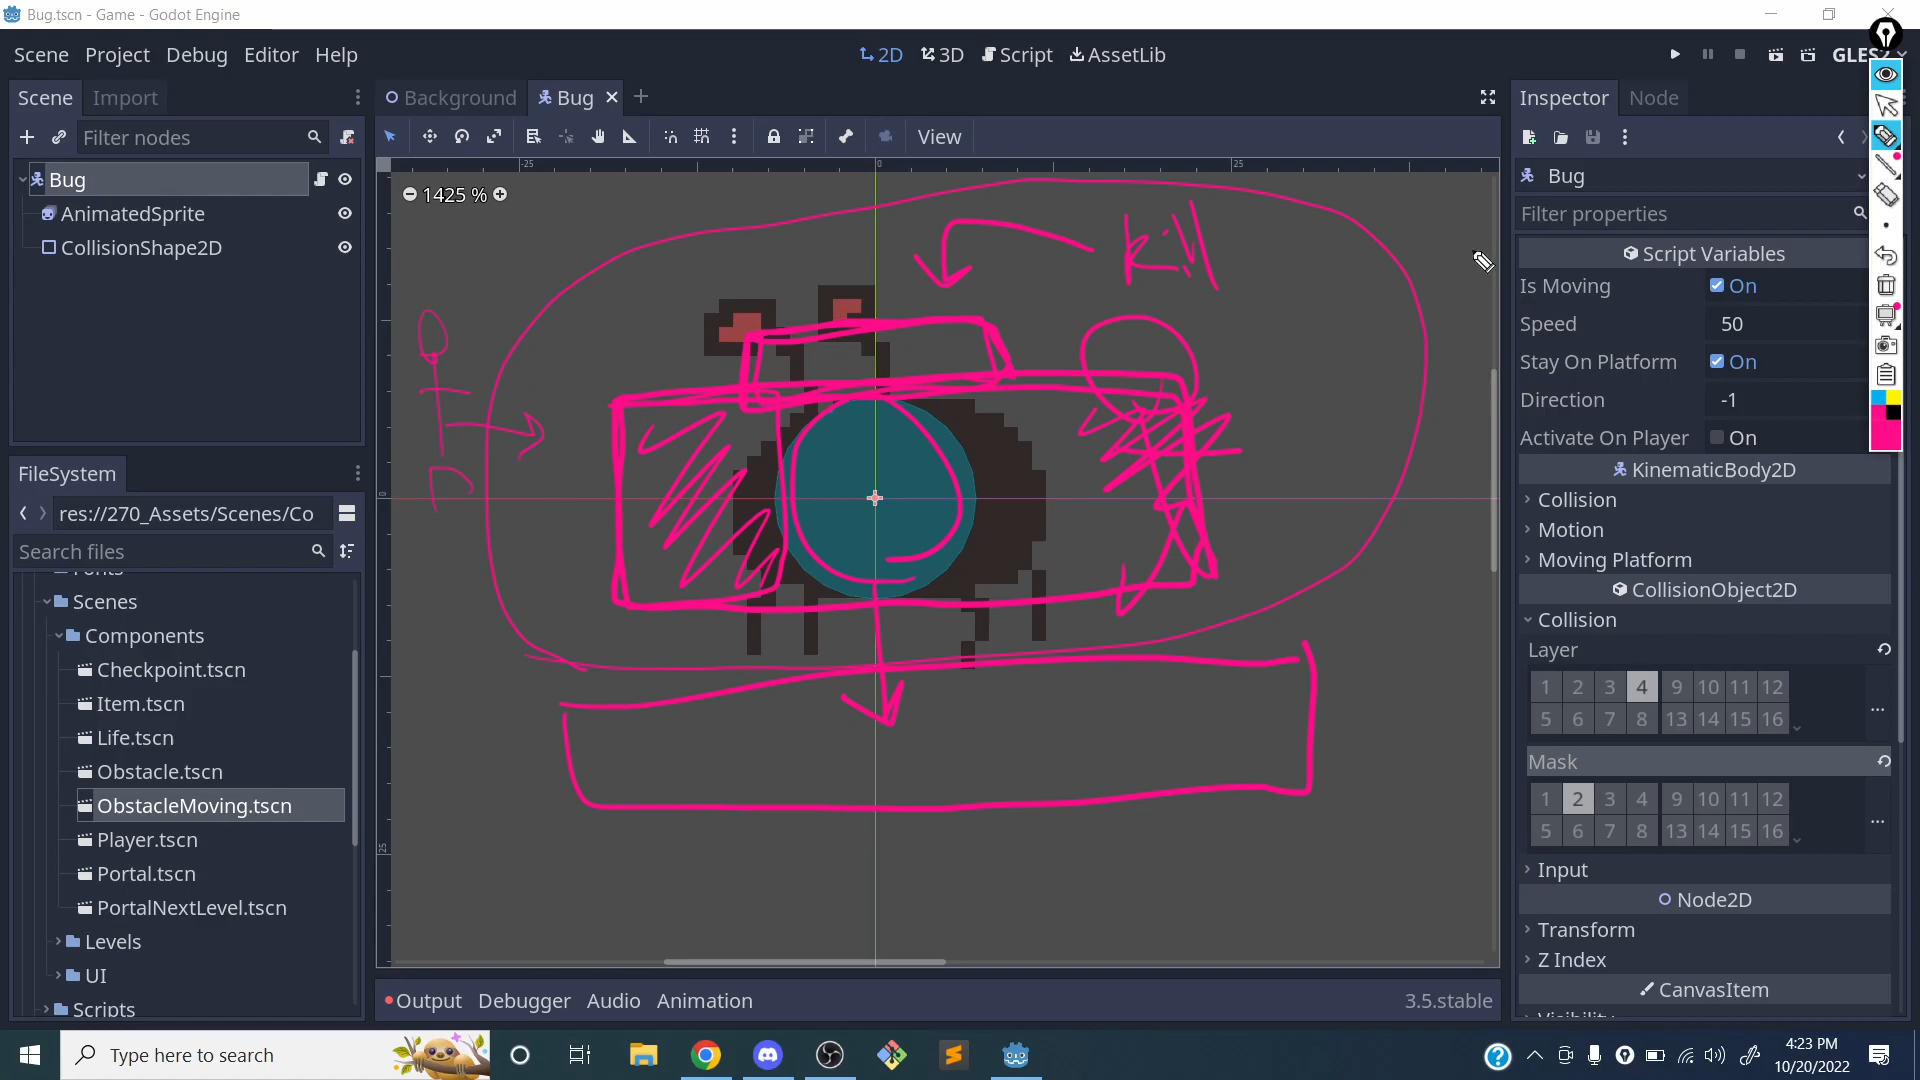 Bug.tscn - Game - Godot Engine
Scene Project Debug Editor Help
2D 3D Script AssetLib
Scene Import
Background Bug
Inspector Node
Filter nodes
View
Bug
Filter properties
Bug
AnimatedSprite
CollisionShape2D
-25 0 25
1425 %
kill
Script Variables
Is Moving On
Speed 50
Stay On Platform On
Direction -1
Activate On Player On
KinematicBody2D
Collision
Motion
Moving Platform
CollisionObject2D
Collision
Layer
1 2 3 4 9 10 11 12
5 6 7 8 13 14 15 16
Mask
1 2 3 4 9 10 11 12
5 6 7 8 13 14 15 16
Input
Node2D
Transform
Z Index
CanvasItem
0
25
FileSystem
res://270_Assets/Scenes/Co
Search files
Scenes
Components
Checkpoint.tscn
Item.tscn
Life.tscn
Obstacle.tscn
ObstacleMoving.tscn
Player.tscn
Portal.tscn
PortalNextLevel.tscn
Levels
UI
Scripts
Output Debugger Audio Animation 3.5.stable
Type here to search
4:23 PM
10/20/2022